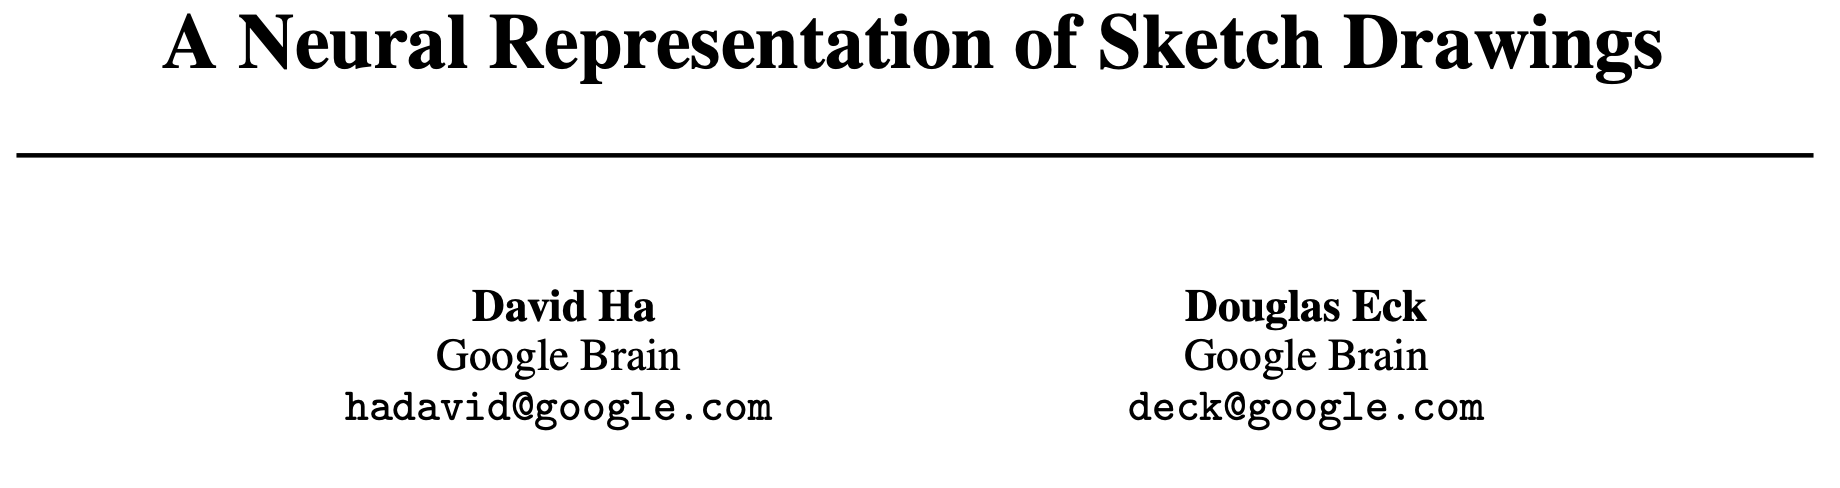 A Neural Representation of Sketch Drawings
David Ha
Google Brain
hadavid@google.com
Douglas Eck
Google Brain
deck@google.com